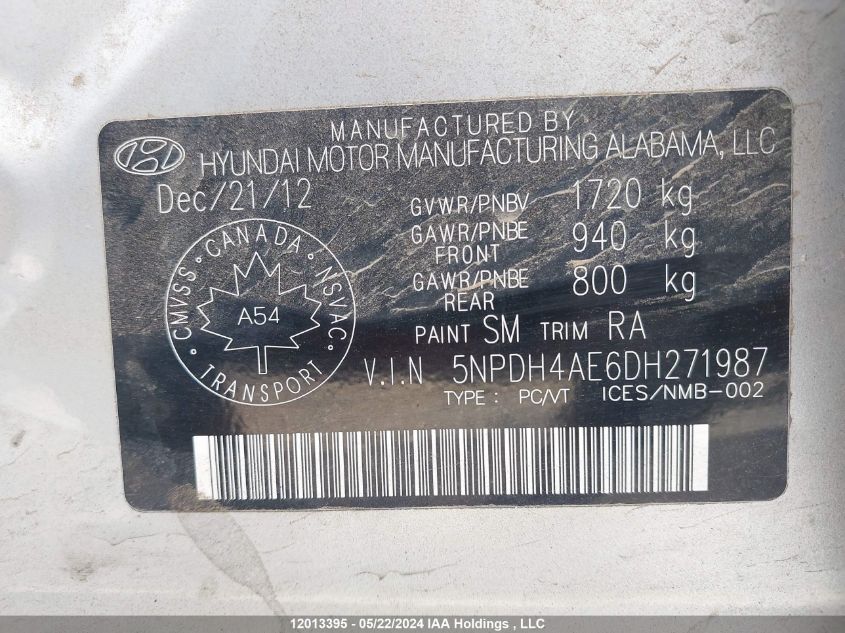 MANUFACTURED BY
HYUNDAI MOTOR MANUFACTURING ALABAMA, LLC
Dec/21/12
GVWR/PNBV 1720 kg
GAWR/PNBE FRONT 940 kg
GAWR/PNBE REAR 800 kg
PAINT SM TRIM RA
V.I.N 5NPDH4AE6DH271987
TYPE : PC/VT ICES/NMB-002
CMVSS · CANADA · NSVAC
A54
TRANSPORT
12013395 - 05/22/2024 IAA Holdings , LLC